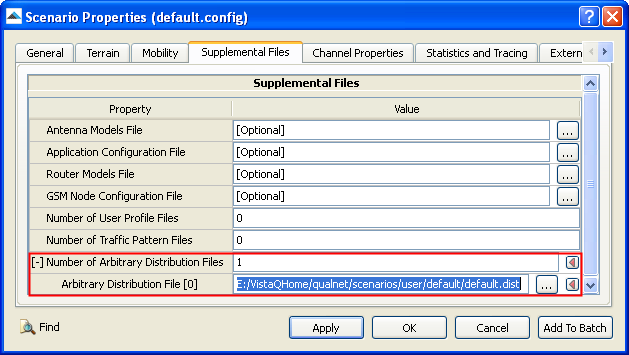 Scenario Properties (default.config)
General Terrain Mobility Supplemental Files Channel Properties Statistics and Tracing Extern
Supplemental Files
Property Value
Antenna Models File [Optional] ...
Application Configuration File [Optional] ...
Router Models File [Optional] ...
GSM Node Configuration File [Optional] ...
Number of User Profile Files 0
Number of Traffic Pattern Files 0
[-] Number of Arbitrary Distribution Files 1
Arbitrary Distribution File [0] E:/VistaQHome/qualnet/scenarios/user/default/default.dist ...
Find Apply OK Cancel Add To Batch